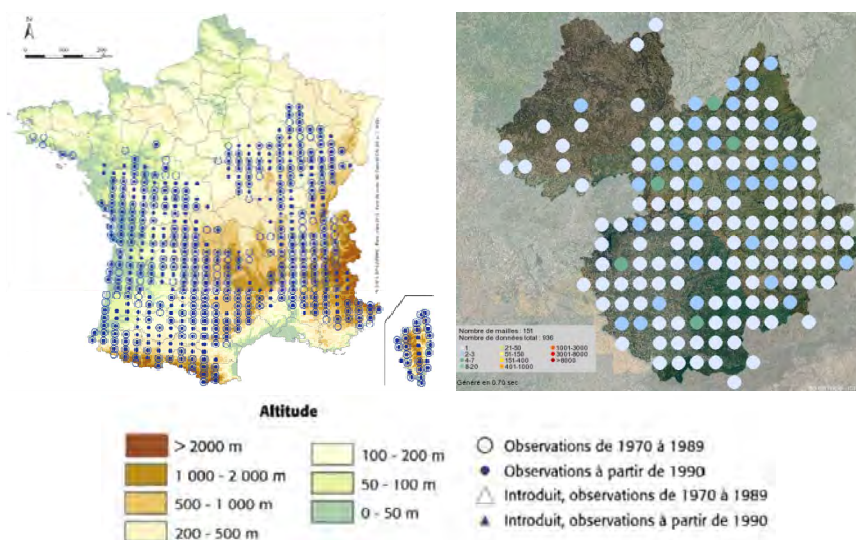 N
0 100 200
Nombre de mailles : 151
Nombre de données total : 936
1 21-50 1001-3000
2-3 51-150 3001-8000
4-7 151-400 >8000
8-20 401-1000
Généré en 0.70 sec
Altitude
> 2000 m
1 000 - 2 000 m
500 - 1 000 m
200 - 500 m
100 - 200 m
50 - 100 m
0 - 50 m
Observations de 1970 à 1989
Observations à partir de 1990
Introduit, observations de 1970 à 1989
Introduit, observations à partir de 1990